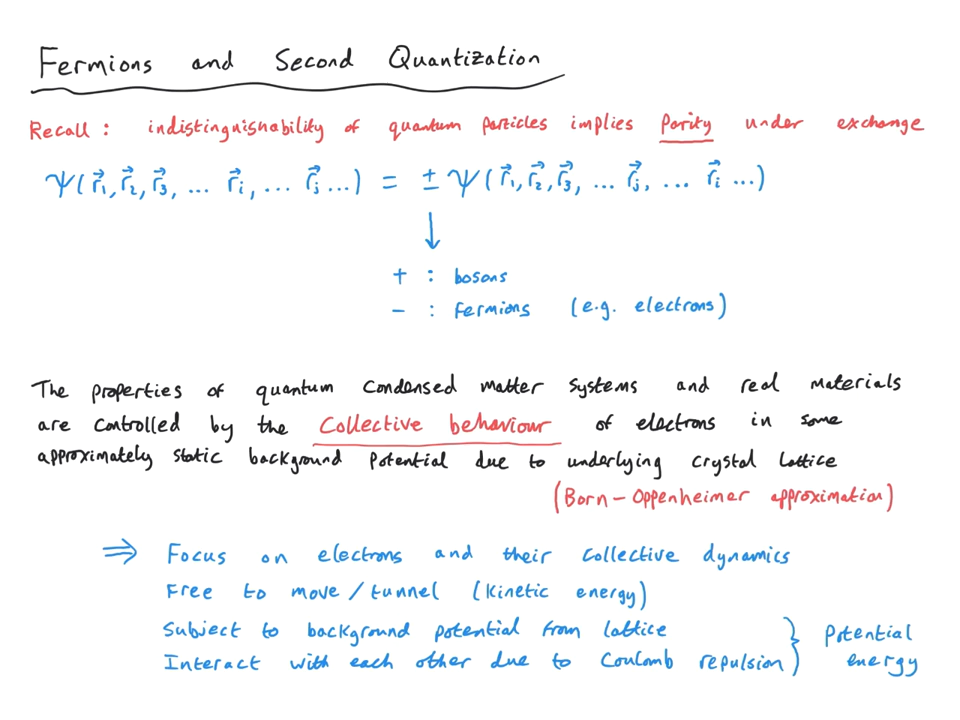 Fermions and Second Quantization
Recall : indistinguishability of quantum particles implies Parity under exchange
Ψ(r⃗₁, r⃗₂, r⃗₃, ... r⃗ᵢ, ... r⃗ⱼ ...) = ± Ψ(r⃗₁, r⃗₂, r⃗₃, ... r⃗ⱼ, ... r⃗ᵢ ...)
↓
+ : bosons
− : Fermions (e.g. electrons)
The properties of quantum condensed matter systems and real materials
are controlled by the Collective behaviour of electrons in some
approximately static background potential due to underlying crystal lattice
(Born-Oppenheimer approximation)
⇒ Focus on electrons and their collective dynamics
Free to move/tunnel (kinetic energy)
Subject to background potential from lattice
Interact with each other due to Coulomb repulsion
} Potential
energy